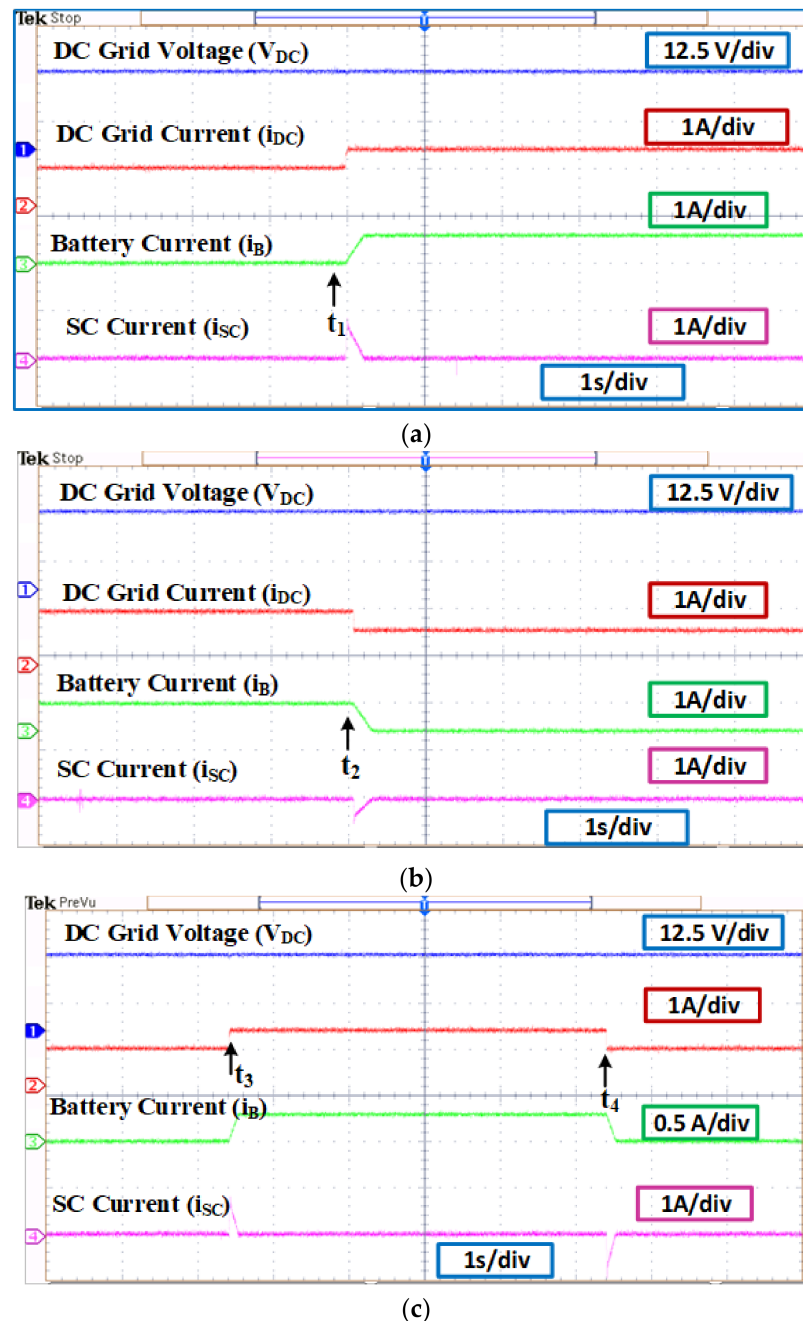 Tek Stop
T
DC Grid Voltage (VDC)
12.5 V/div
DC Grid Current (iDC)
1A/div
1
2
1A/div
Battery Current (iB)
3
t1
SC Current (iSC)
1A/div
4
1s/div
(a)
Tek Stop
T
DC Grid Voltage (VDC)
12.5 V/div
1
DC Grid Current (iDC)
1A/div
2
Battery Current (iB)
1A/div
3
t2
SC Current (iSC)
1A/div
4
1s/div
(b)
Tek PreVu
T
DC Grid Voltage (VDC)
12.5 V/div
1A/div
1
t3
2
t4
Battery Current (iB)
0.5 A/div
3
SC Current (iSC)
1A/div
4
1s/div
(c)